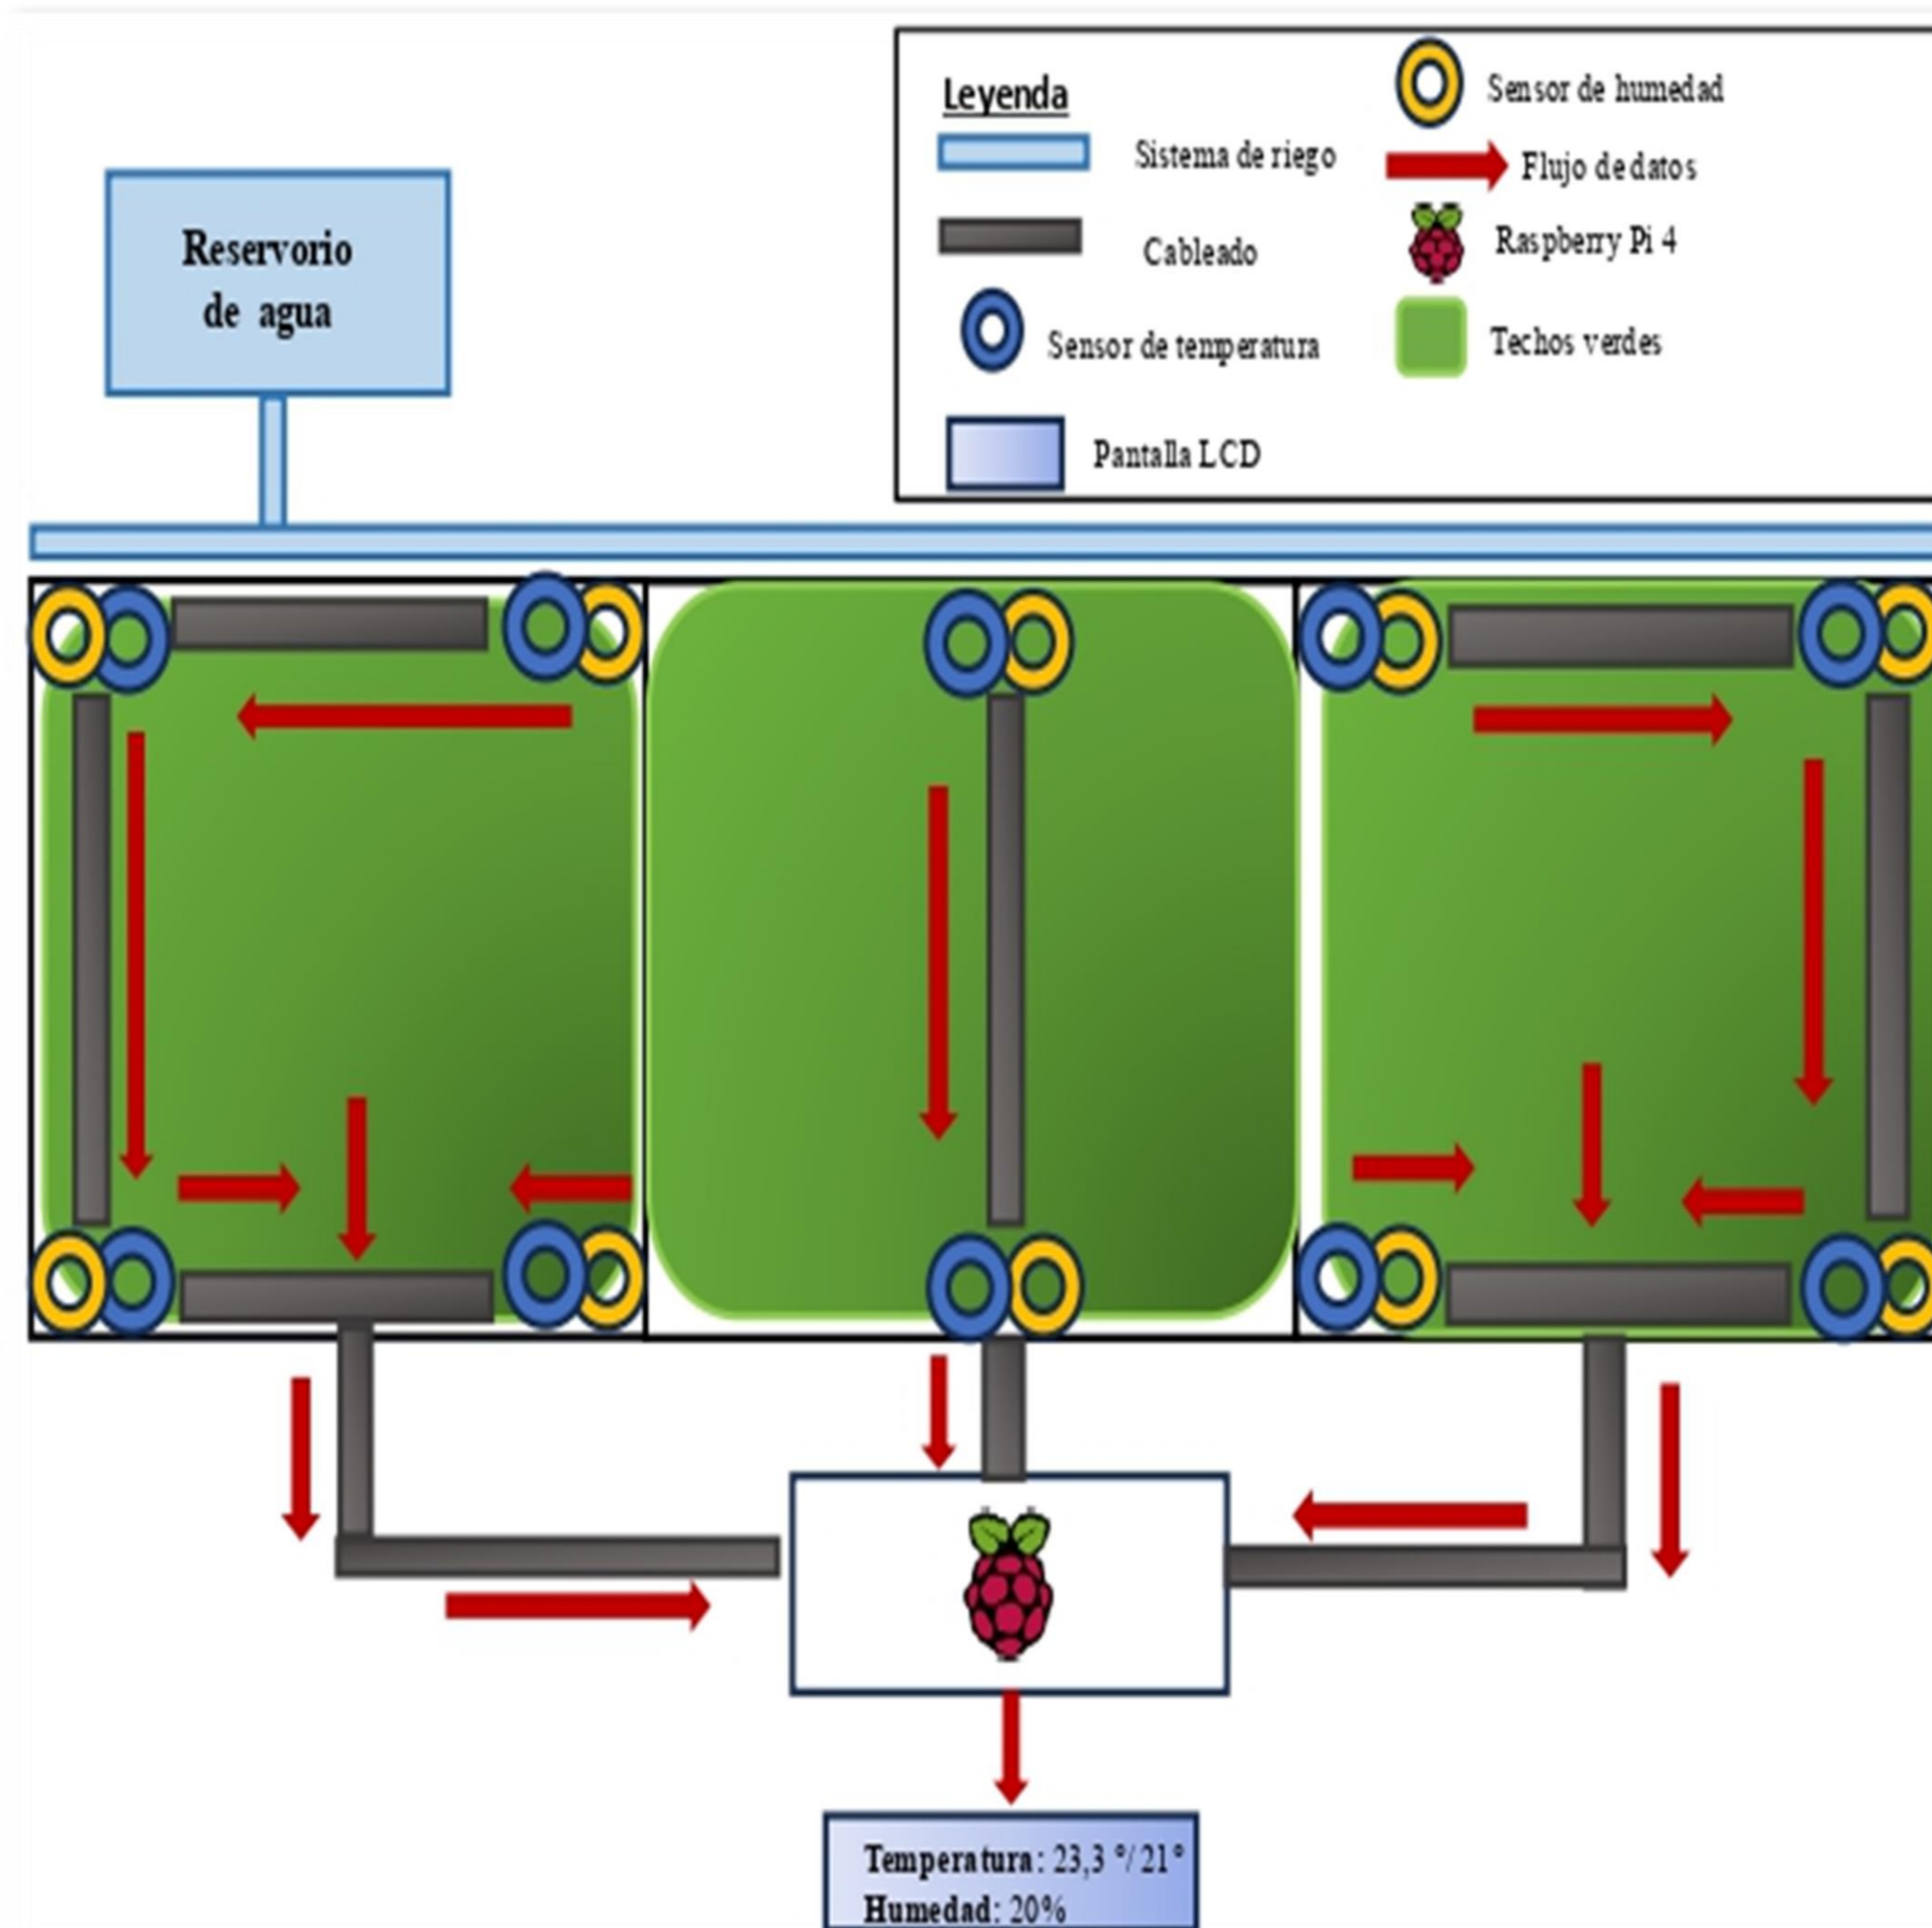 Leyenda
Sistema de riego
Cableado
Sensor de temperatura
Pantalla LCD
Sensor de humedad
Flujo de datos
Raspberry Pi 4
Techos verdes
Reservorio
de agua
Temperatura: 23,3 °/ 21°
Humedad: 20%